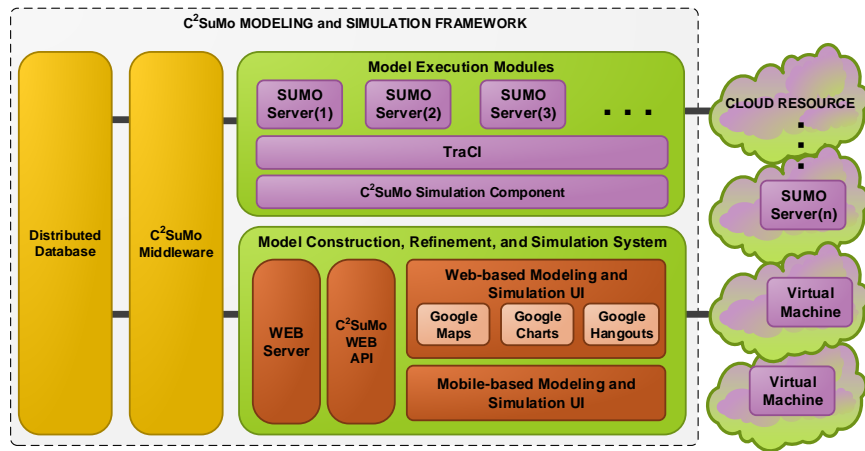 C²SuMo MODELING and SIMULATION FRAMEWORK
Distributed
Database
C²SuMo
Middleware
Model Execution Modules
SUMO
Server(1)
SUMO
Server(2)
SUMO
Server(3)
. . .
TraCI
C²SuMo Simulation Component
Model Construction, Refinement, and Simulation System
WEB
Server
C²SuMo
WEB
API
Web-based Modeling and
Simulation UI
Google
Maps
Google
Charts
Google
Hangouts
Mobile-based Modeling and
Simulation UI
CLOUD RESOURCE
SUMO
Server(n)
Virtual
Machine
Virtual
Machine